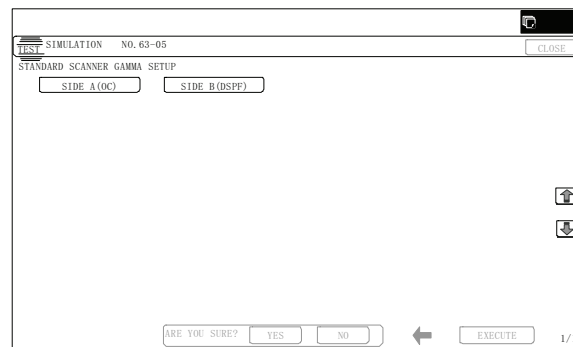 TEST SIMULATION NO. 63-05
CLOSE
STANDARD SCANNER GAMMA SETUP
SIDE A(OC) SIDE B(DSPF)
ARE YOU SURE? YES NO EXECUTE 1/